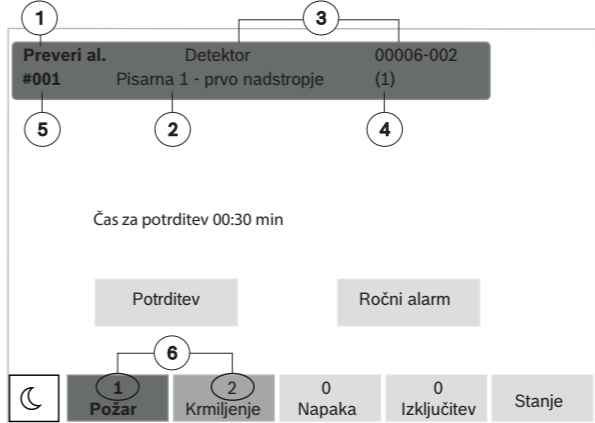 1 3
Preveri al. Detektor 00006-002
#001 Pisarna 1 - prvo nadstropje (1)
5 2 4
Čas za potrditev 00:30 min
Potrditev Ročni alarm
6
1 2 0 0
Požar Krmiljenje Napaka Izključitev Stanje